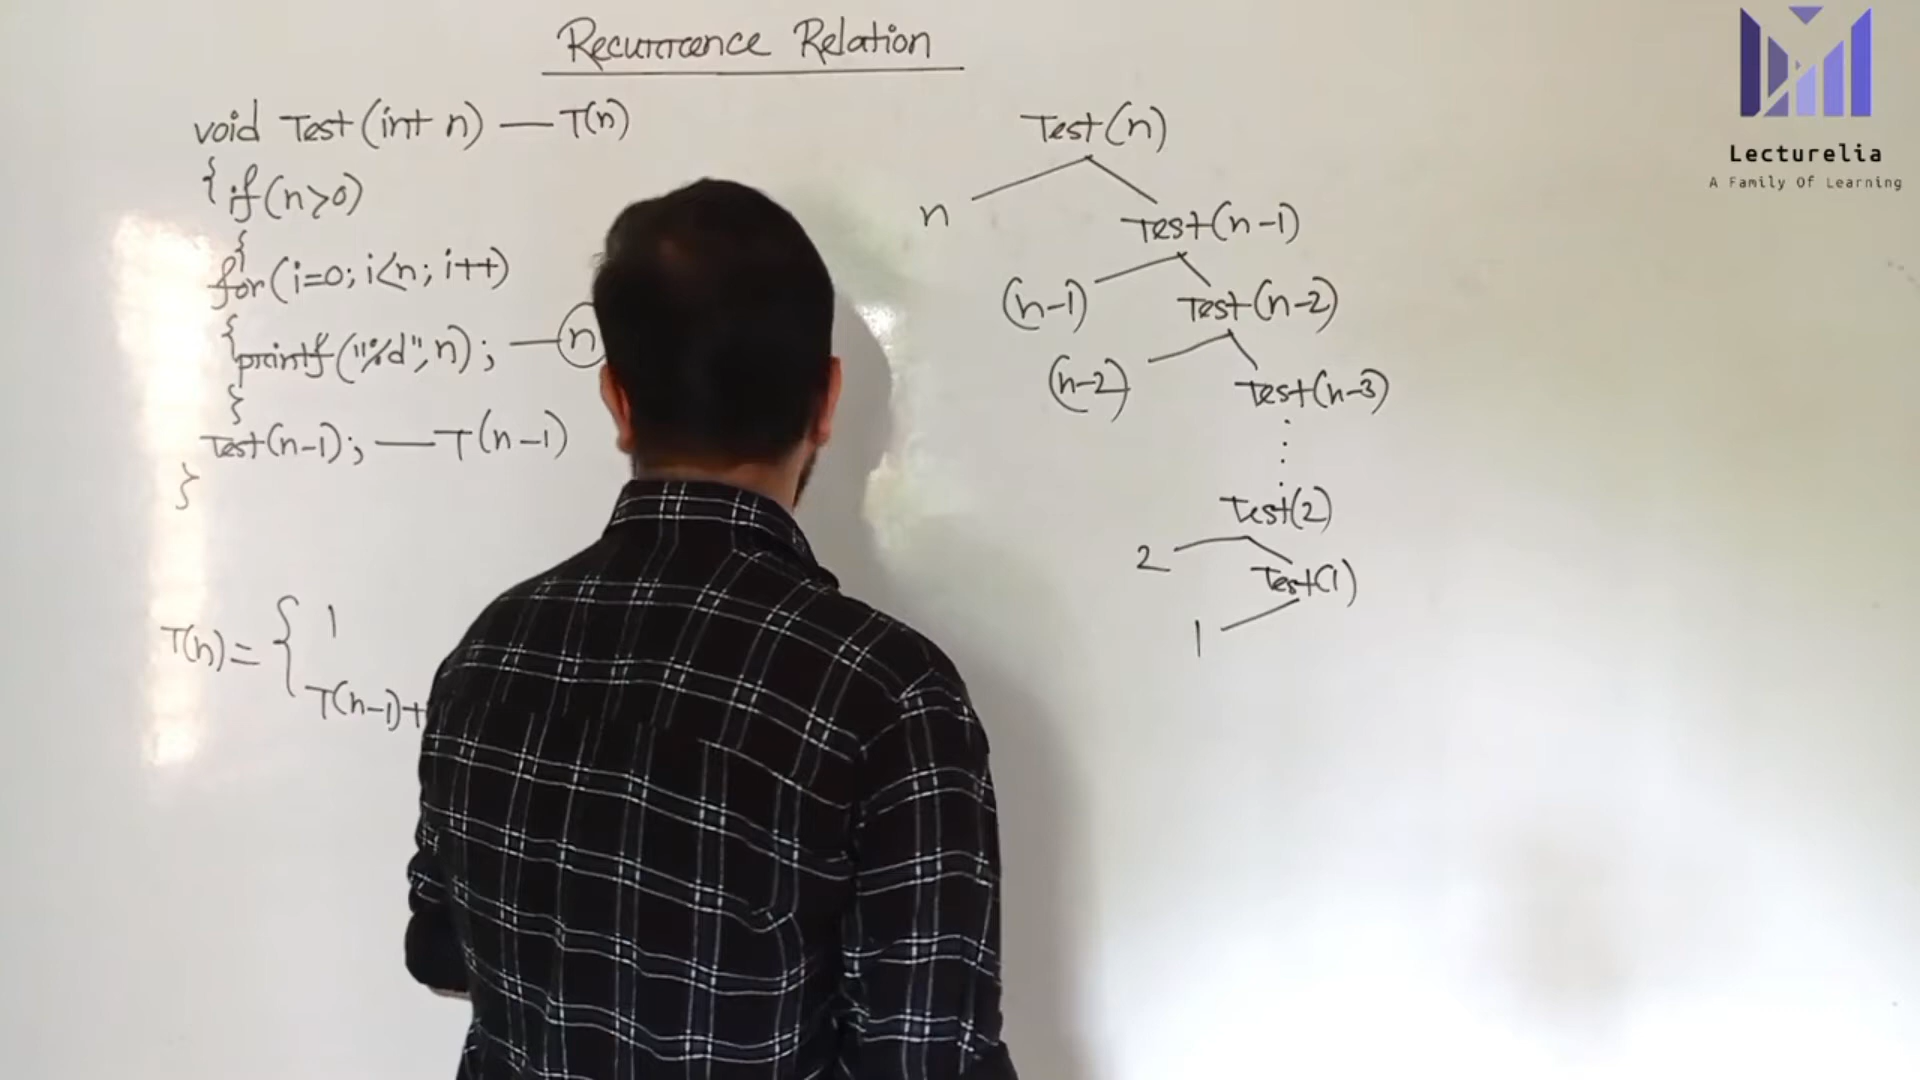 Recurrence Relation
void Test(int n) — T(n)
{ if(n>0)
{
for(i=0; i<n; i++)
{ printf("%d", n); — n
}
Test(n-1); — T(n-1)
}
T(n) = { 1
T(n-1)+
Test(n)
n Test(n-1)
(n-1) Test(n-2)
(n-2) Test(n-3)
Test(2)
2 Test(1)
1
Lecturelia
A Family Of Learning